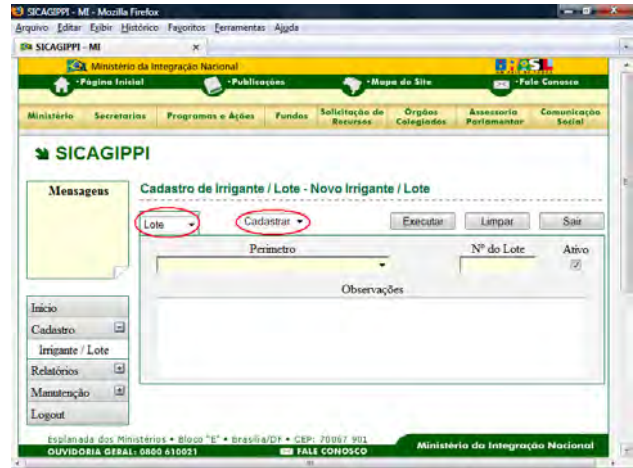 SICAGIPPI - MI - Mozilla Firefox
Arquivo Editar Exibir Histórico Favoritos Ferramentas Ajuda
SICAGIPPI - MI
Ministério da Integração Nacional
Página Inicial Publicações Mapa do Site Fale Conosco
Ministério Secretarias Programas e Ações Fundos Solicitação de Recursos Órgãos Colegiados Assessoria Parlamentar Comunicação Social
SICAGIPPI
Mensagens
Cadastro de Irrigante / Lote - Novo Irrigante / Lote
Lote Cadastrar Executar Limpar Sair
Perimetro Nº do Lote Ativo
Observações
Início
Cadastro
Irrigante / Lote
Relatórios
Manutenção
Logout
Esplanada dos Ministérios • Bloco "E" • Brasília/DF • CEP: 70067 901
OUVIDORIA GERAL: 0800 610021 FALE CONOSCO Ministério da Integração Nacional